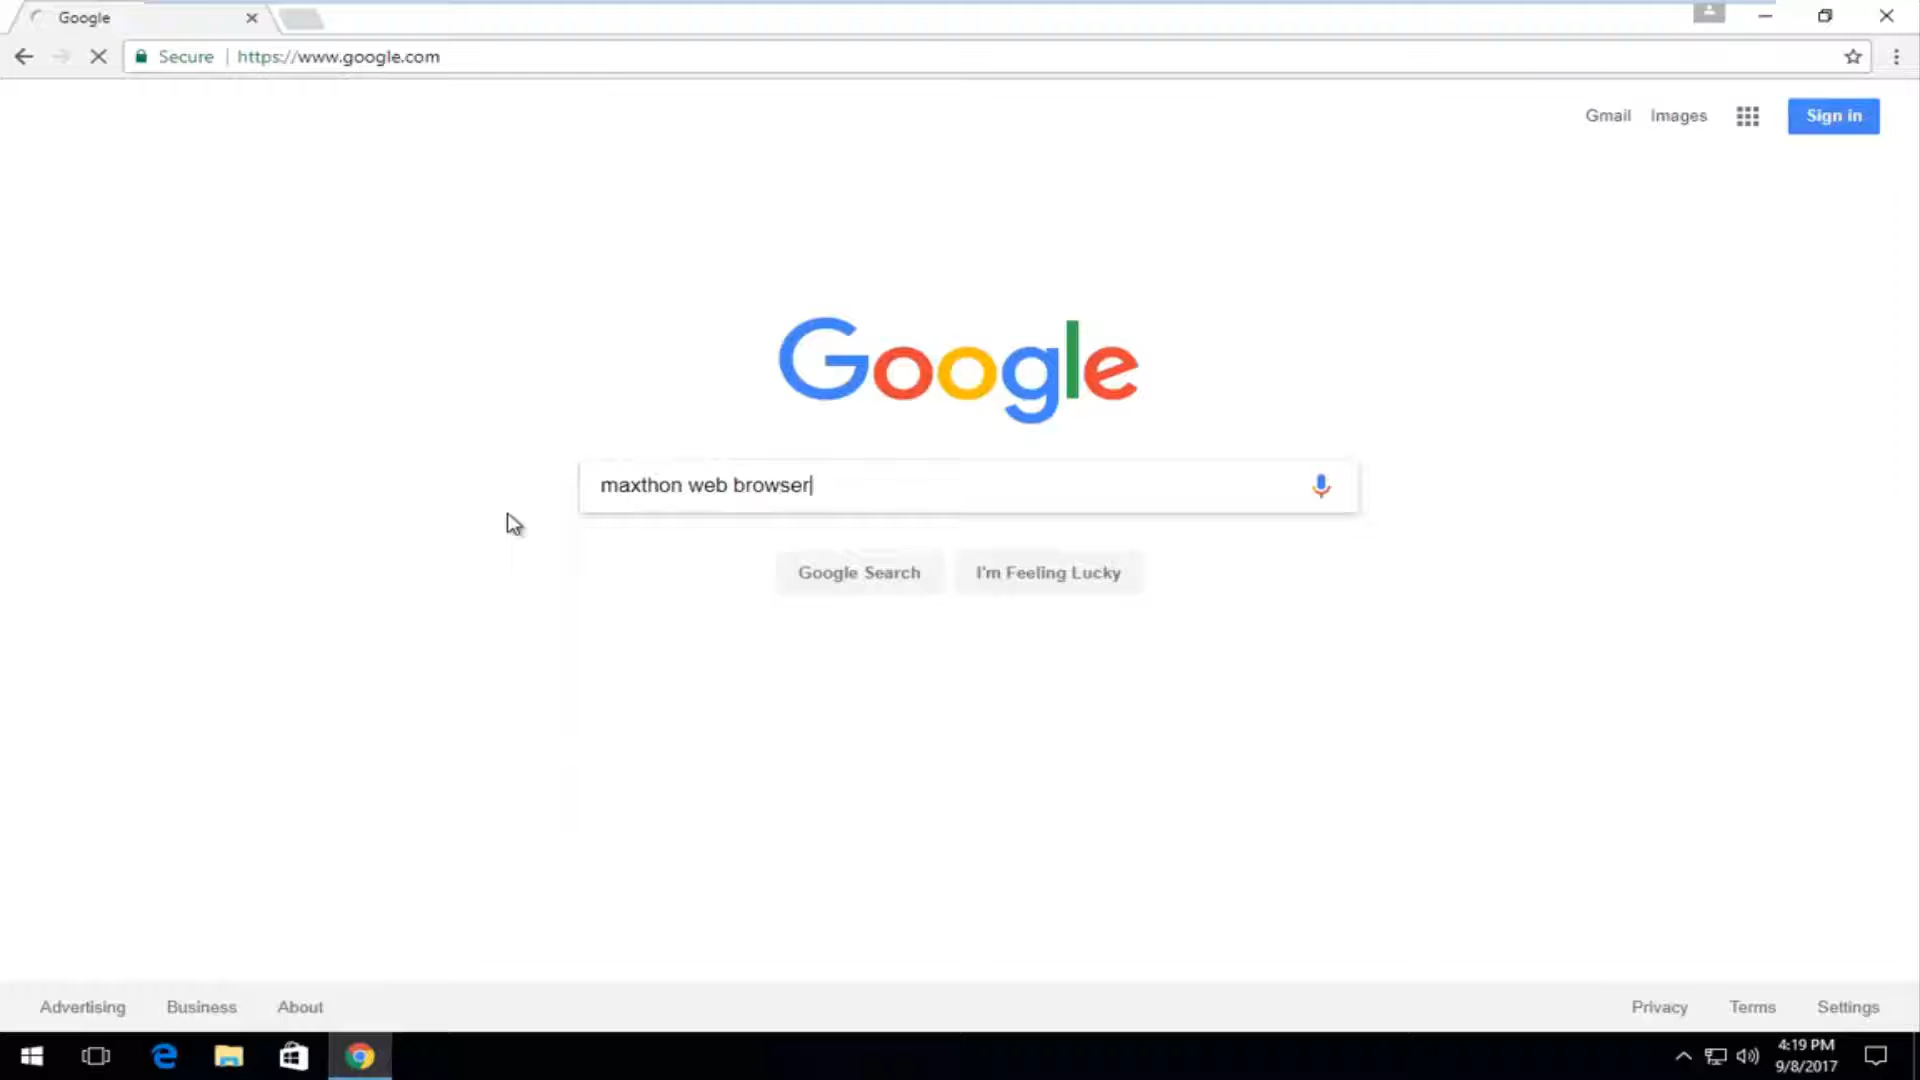 Google
Secure
https://www.google.com
Gmail
Images
Sign in
Google
maxthon web browser
Google Search
I'm Feeling Lucky
Advertising
Business
About
Privacy
Terms
Settings
4:19 PM
9/8/2017